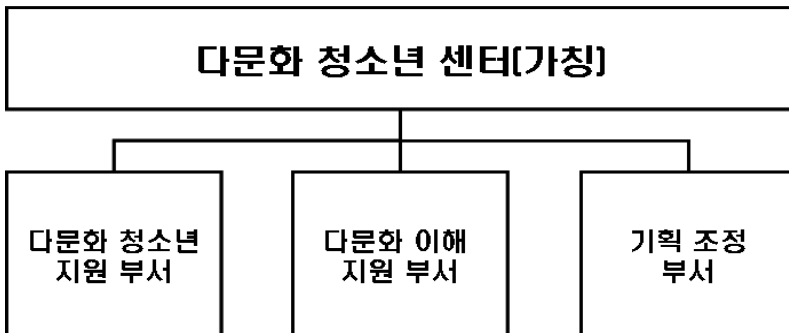 다문화 청소년 센터(가칭)
다문화 청소년
지원 부서
다문화 이해
지원 부서
기획 조정
부서